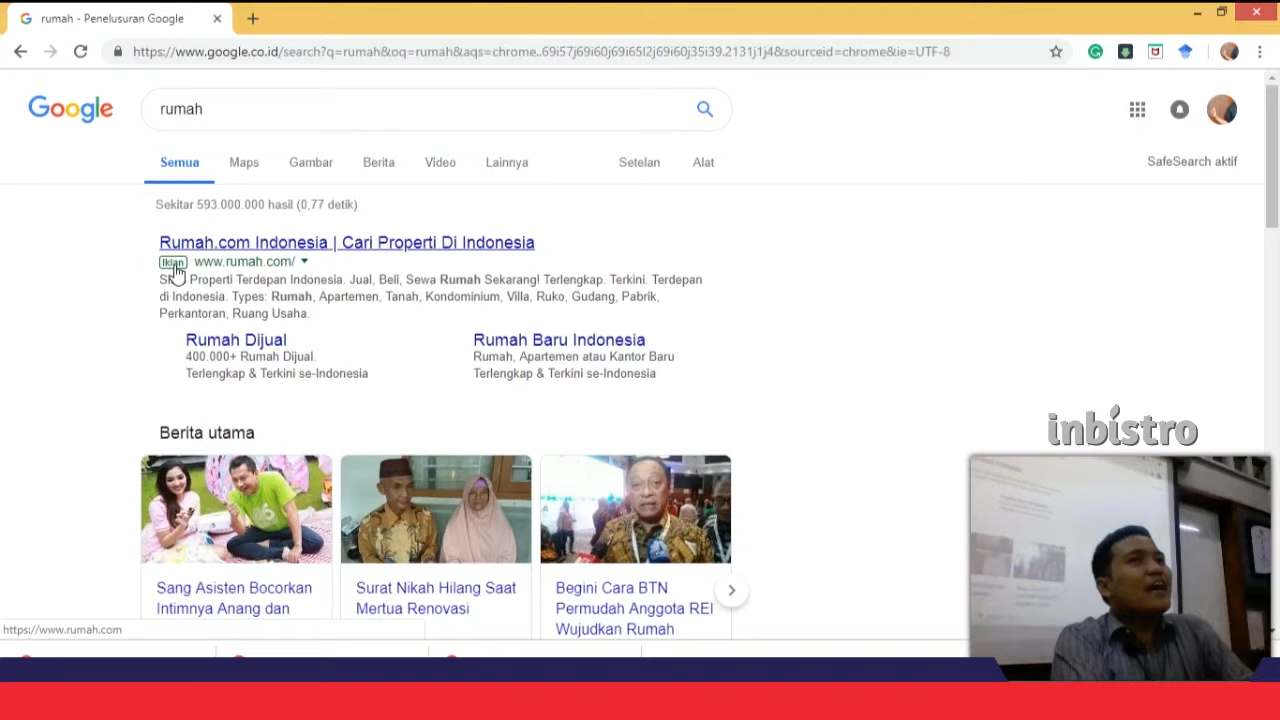 rumah - Penelusuran Google
https://www.google.co.id/search?q=rumah&oq=rumah&aqs=chrome..69i57j69i60j69i65l2j69i60j35i39.2131j1j4&sourceid=chrome&ie=UTF-8
Google
rumah
Semua Maps Gambar Berita Video Lainnya Setelan Alat
SafeSearch aktif
Sekitar 593.000.000 hasil (0,77 detik)
Rumah.com Indonesia | Cari Properti Di Indonesia
Iklan www.rumah.com/
Properti Terdepan Indonesia. Jual, Beli, Sewa Rumah Sekarang! Terlengkap. Terkini. Terdepan
di Indonesia. Types: Rumah, Apartemen, Tanah, Kondominium, Villa, Ruko, Gudang, Pabrik,
Perkantoran, Ruang Usaha.
Rumah Dijual
400.000+ Rumah Dijual.
Terlengkap & Terkini se-Indonesia
Rumah Baru Indonesia
Rumah, Apartemen atau Kantor Baru
Terlengkap & Terkini se-Indonesia
Berita utama
Sang Asisten Bocorkan
Intimnya Anang dan
Surat Nikah Hilang Saat
Mertua Renovasi
Begini Cara BTN
Permudah Anggota REI
Wujudkan Rumah
https://www.rumah.com
inbistro